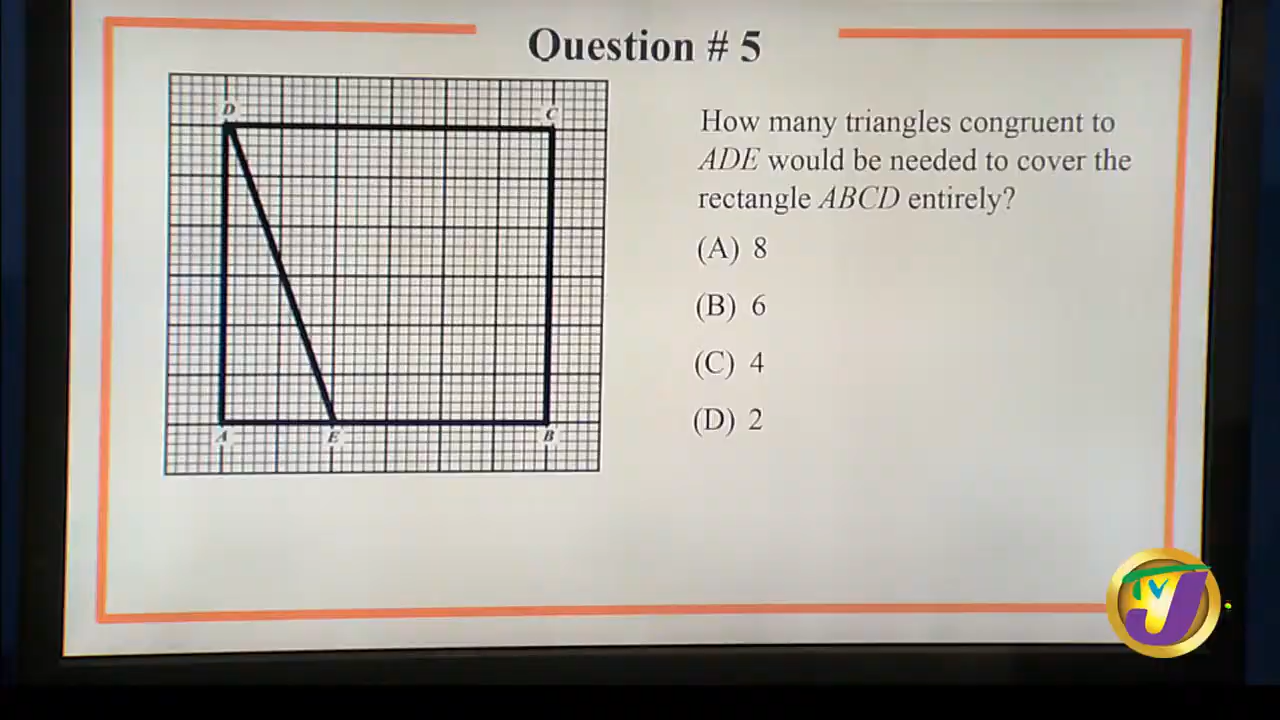 Question # 5
D
C
A
E
B
How many triangles congruent to
ADE would be needed to cover the
rectangle ABCD entirely?
(A) 8
(B) 6
(C) 4
(D) 2
TVJ